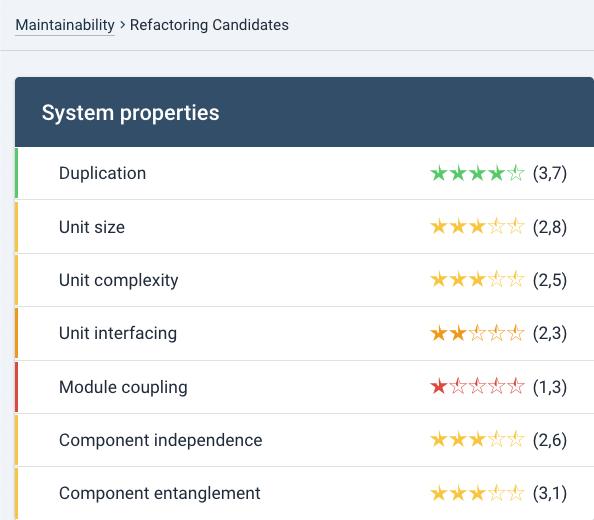 Maintainability > Refactoring Candidates
System properties
Duplication (3,7)
Unit size (2,8)
Unit complexity (2,5)
Unit interfacing (2,3)
Module coupling (1,3)
Component independence (2,6)
Component entanglement (3,1)